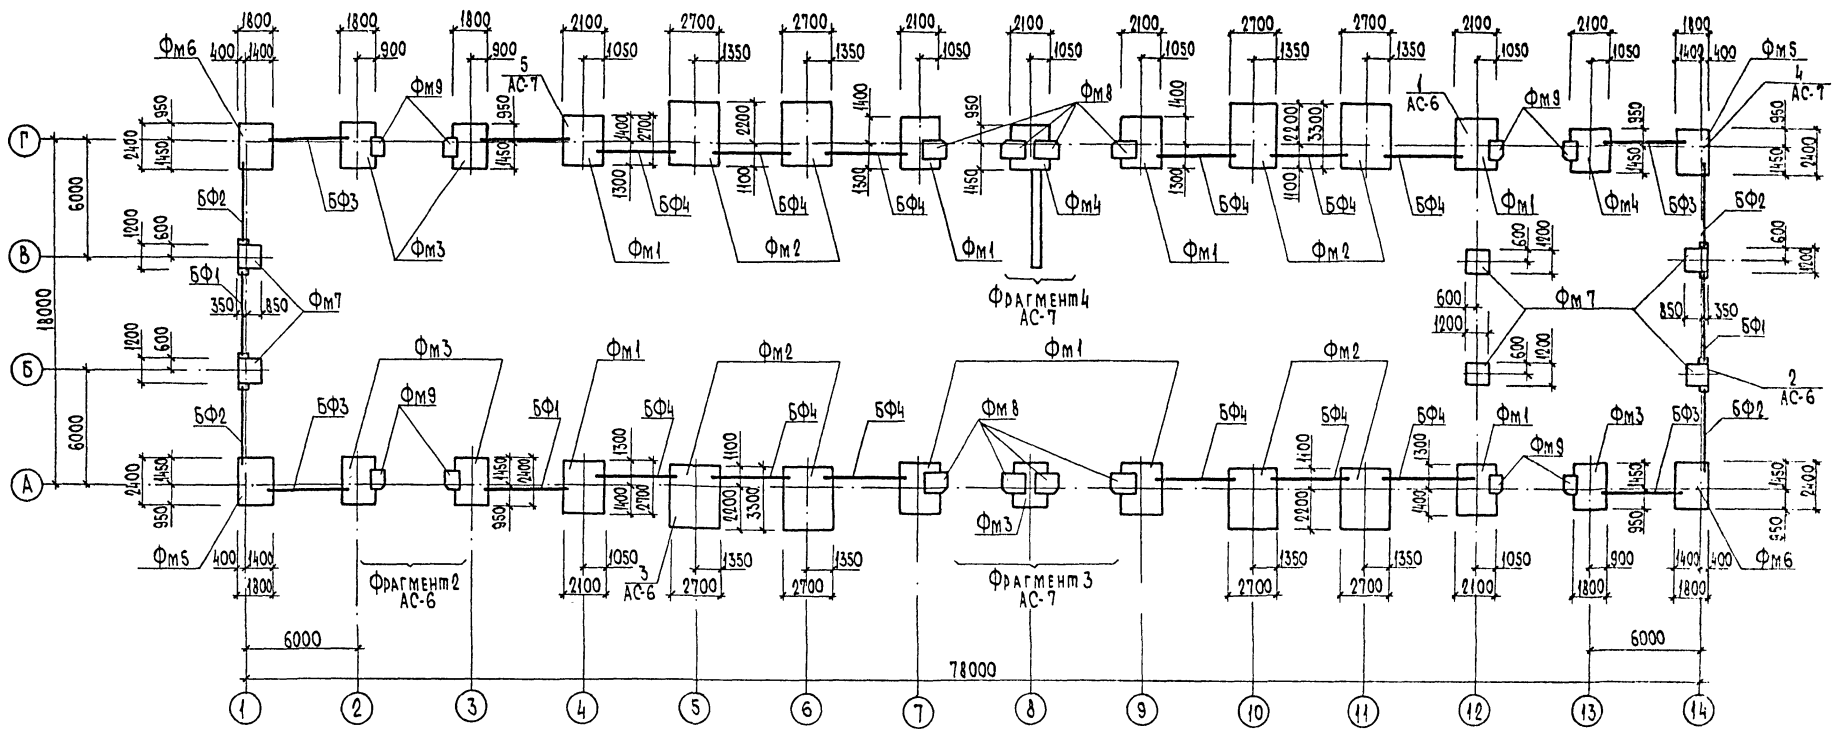 1800 1800 1800 2100 2700 2700 2100 2100 2100 2700 2700 2100 2100 1800
Фм6 400 1400 900 900 5 АС-7 1050 1350 1350 1050 1050 1050 1350 1350 1050 1050 1400 400 Фм5
Фм9 Фм8 1 АС-6 Фм9 4 АС-7
950 950 1400 2700 2200 1400 950 1400 2200 3300 950 950
Г 2400 1450 1450 1300 1100 1300 1450 1300 1100 1450 1450 2400
БФ3 БФ4 БФ4 БФ4 Фм4 БФ4 БФ4 БФ4 Фм1 Фм4 БФ3
БФ2 Фм3 Фм1 Фм2 Фм1 Фм1 Фм2 БФ2
6000 1200 600 600 1200 600 1200
В
БФ1 350 850 Фм7 Фрагмент4 АС-7 600 Фм7 850 350
18000
1200 600 1200 600 1200 БФ1
Б Фм3 Фм1 Фм2 Фм1 Фм2 2 АС-6
БФ2 БФ3 Фм9 БФ1 БФ4 БФ4 БФ4 Фм8 БФ4 БФ4 БФ4 Фм1 Фм3 БФ3 БФ2
6000 1300 1100 1100 1300 Фм9
А 2400 1450 1450 2400 1400 2700 2200 3300 2200 1400 1450 1450 2400
950 950 Фм3 950 950
Фм5 400 1400 1050 1350 1350 1350 1350 1050 900 1400 400 Фм6
1800 Фрагмент2 АС-6 2100 3 АС-6 2700 2700 Фрагмент3 АС-7 2700 2700 2100 1800 1800
6000 6000
78000
1 2 3 4 5 6 7 8 9 10 11 12 13 14